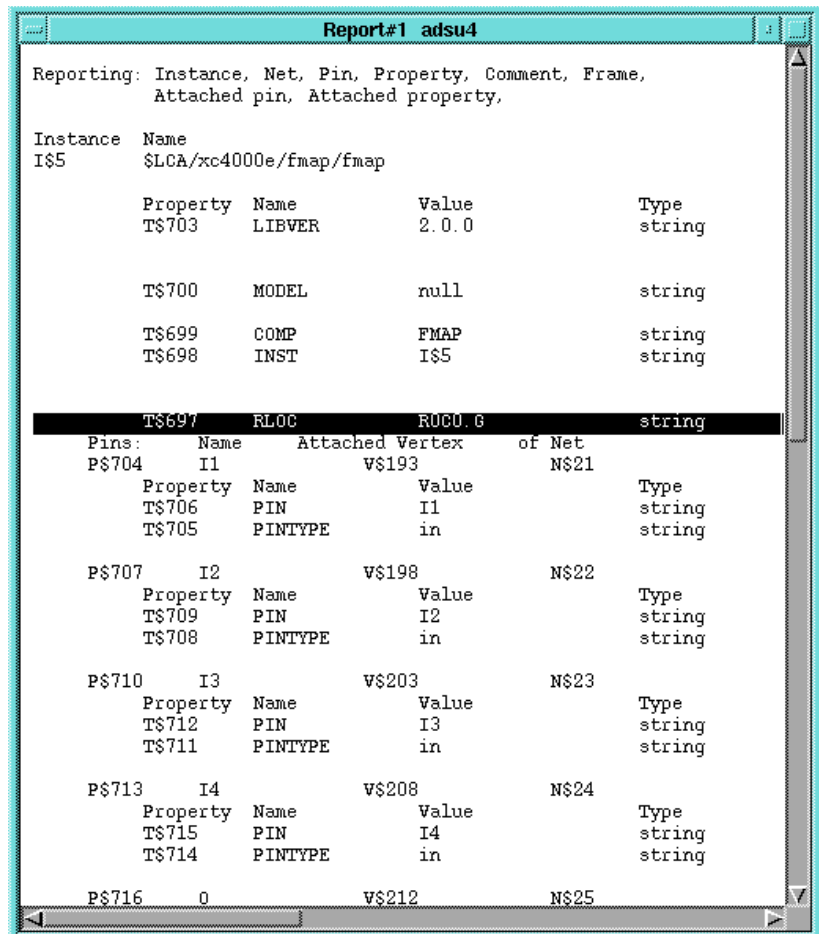 Report#1 adsu4
Reporting: Instance, Net, Pin, Property, Comment, Frame,
Attached pin, Attached property,
Instance Name
I$5 $LCA/xc4000e/fmap/fmap
Property Name Value Type
T$703 LIBVER 2.0.0 string
T$700 MODEL null string
T$699 COMP FMAP string
T$698 INST I$5 string
T$697 RLOC R0C0.G string
Pins: Name Attached Vertex of Net
P$704 I1 V$193 N$21
Property Name Value Type
T$706 PIN I1 string
T$705 PINTYPE in string
P$707 I2 V$198 N$22
Property Name Value Type
T$709 PIN I2 string
T$708 PINTYPE in string
P$710 I3 V$203 N$23
Property Name Value Type
T$712 PIN I3 string
T$711 PINTYPE in string
P$713 I4 V$208 N$24
Property Name Value Type
T$715 PIN I4 string
T$714 PINTYPE in string
P$716 O V$212 N$25